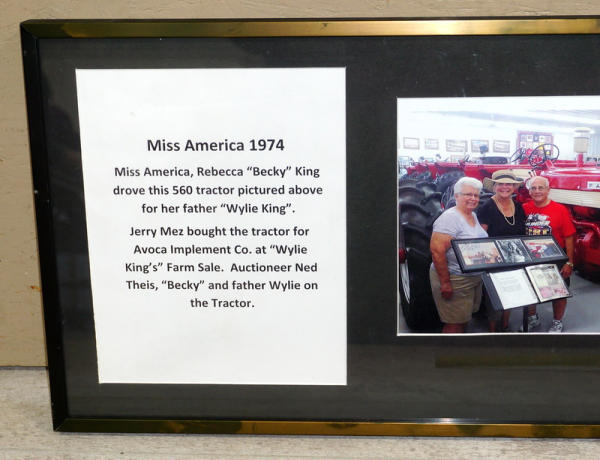 Miss America 1974
Miss America, Rebecca “Becky” King
drove this 560 tractor pictured above
for her father “Wylie King”.
Jerry Mez bought the tractor for
Avoca Implement Co. at “Wylie
King’s” Farm Sale.  Auctioneer Ned
Theis, “Becky” and father Wylie on
the Tractor.